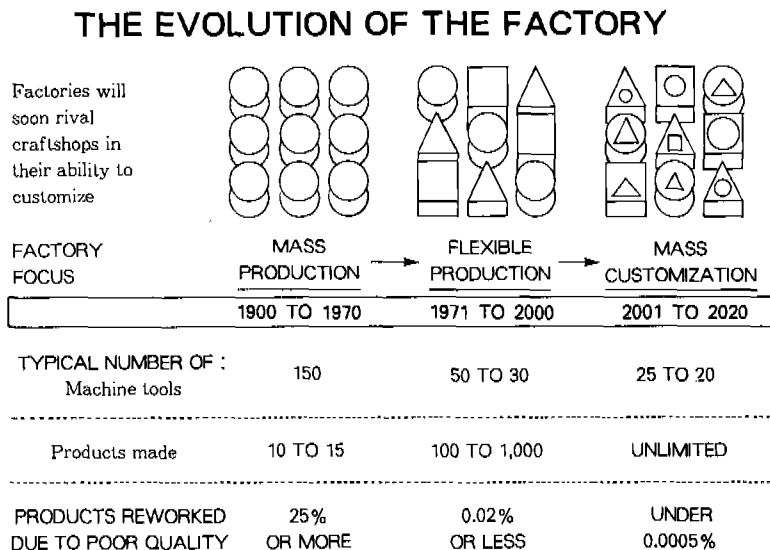 THE EVOLUTION OF THE FACTORY
Factories will
soon rival
craftshops in
their ability to
customize
FACTORY
FOCUS
MASS
PRODUCTION
FLEXIBLE
PRODUCTION
MASS
CUSTOMIZATION
1900 TO 1970 1971 TO 2000 2001 TO 2020
TYPICAL NUMBER OF :
Machine tools 150 50 TO 30 25 TO 20
Products made 10 TO 15 100 TO 1,000 UNLIMITED
PRODUCTS REWORKED 25% 0.02% UNDER
DUE TO POOR QUALITY OR MORE OR LESS 0.0005%